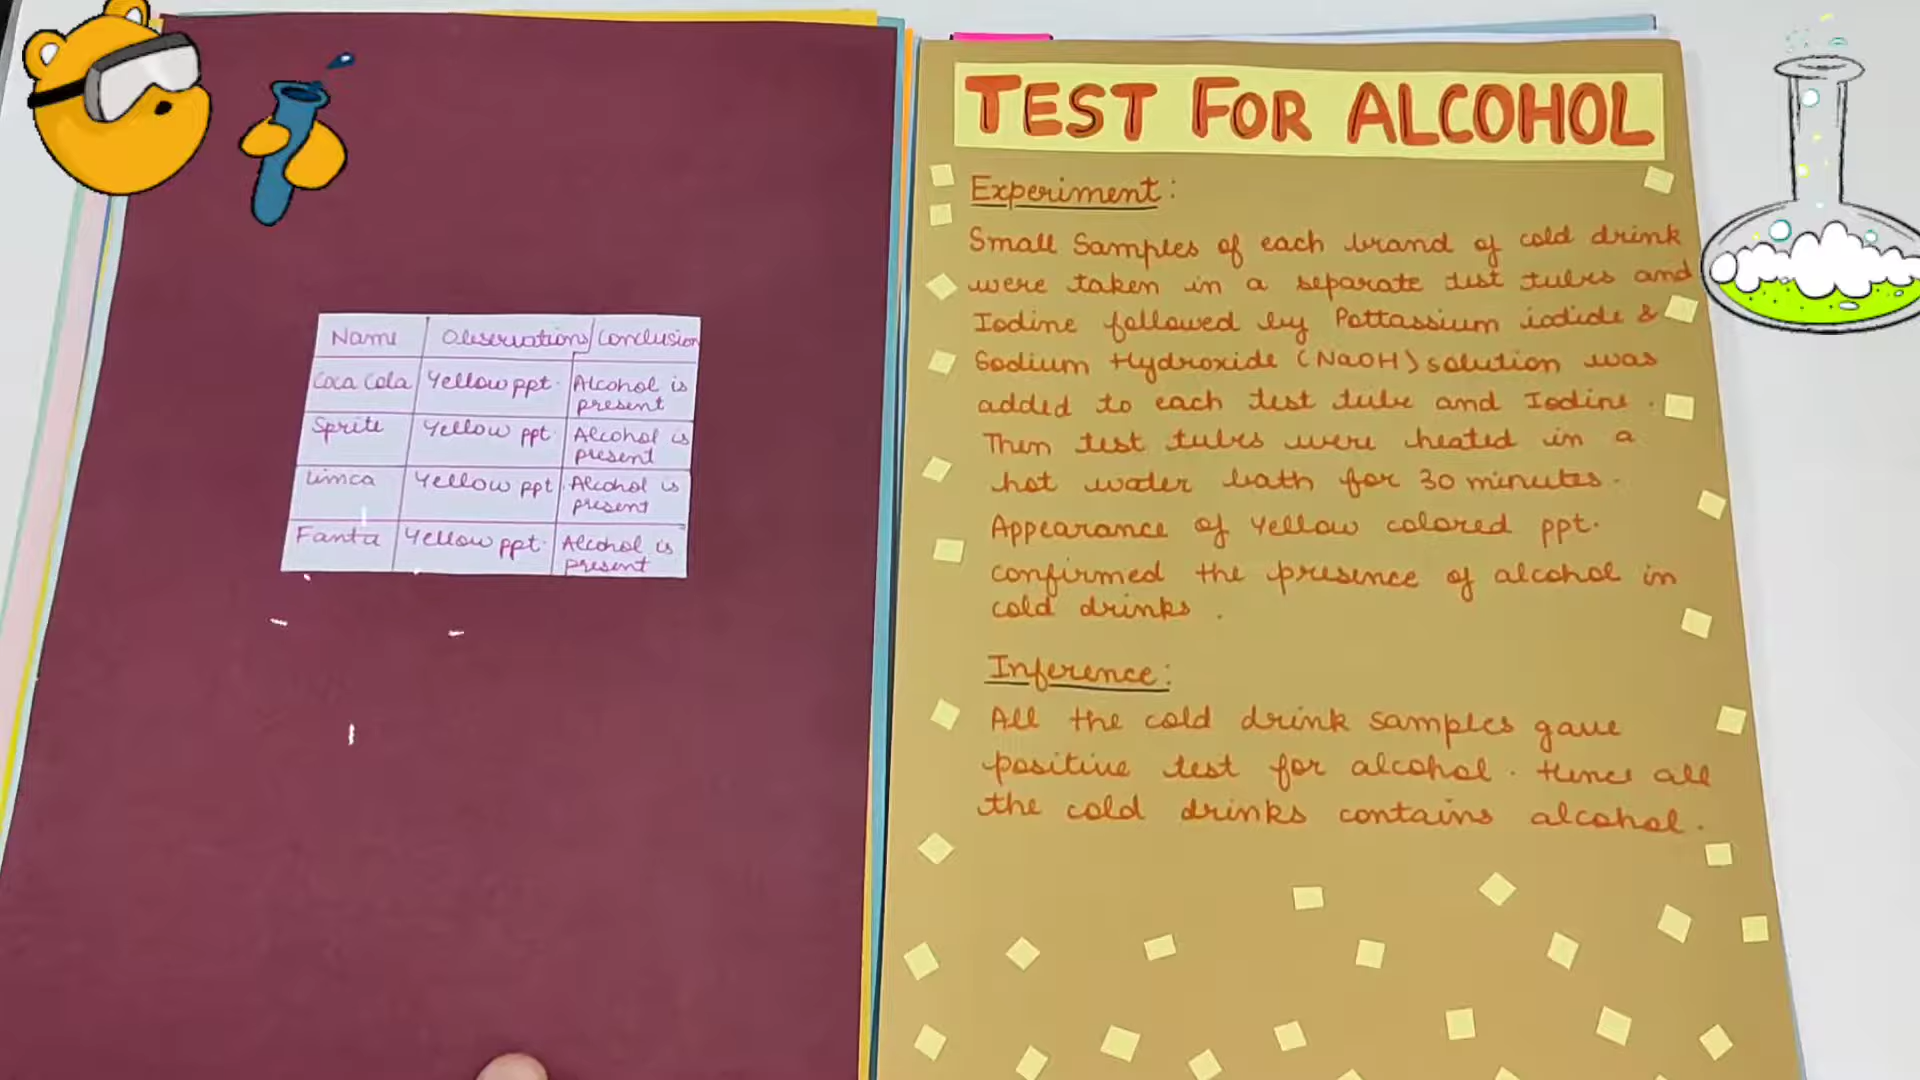 Name Observations Conclusion
Coca Cola Yellow ppt. Alcohol is
present
Sprite Yellow ppt. Alcohol is
present
Limca Yellow ppt. Alcohol is
present
Fanta Yellow ppt. Alcohol is
present
TEST FOR ALCOHOL
Experiment:
Small Samples of each brand of cold drink
were taken in a separate test tubes and
Iodine followed by Pottassium iodide &
Sodium Hydroxide (NaOH) solution was
added to each test tube and Iodine.
Then test tubes were heated in a
hot water bath for 30 minutes.
Appearance of Yellow colored ppt.
confirmed the presence of alcohol in
cold drinks.
Inference:
All the cold drink samples gave
positive test for alcohol. Hence all
the cold drinks contains alcohol.